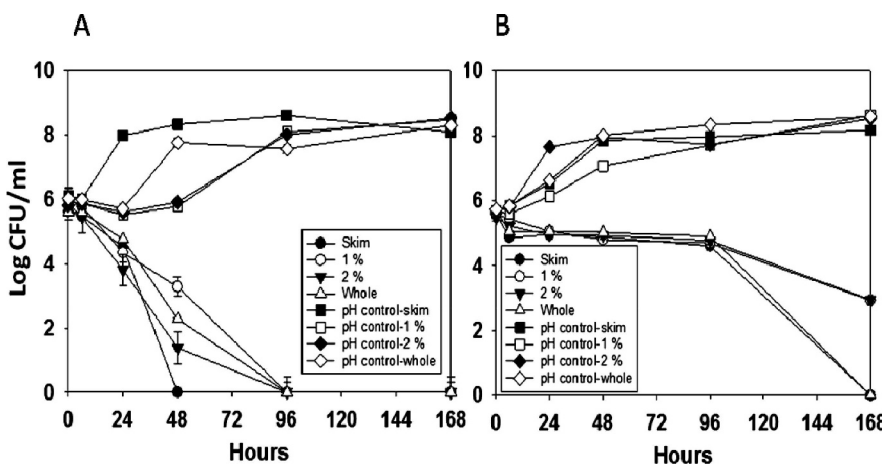 A
B
10
8
6
4
2
0
Log CFU/ml
0 24 48 72 96 120 144 168
Hours
Skim
1 %
2 %
Whole
pH control-skim
pH control-1 %
pH control-2 %
pH control-whole
10
8
6
4
2
0
0 24 48 72 96 120 144 168
Hours
Skim
1 %
2 %
Whole
pH control-skim
pH control-1 %
pH control-2 %
pH control-whole